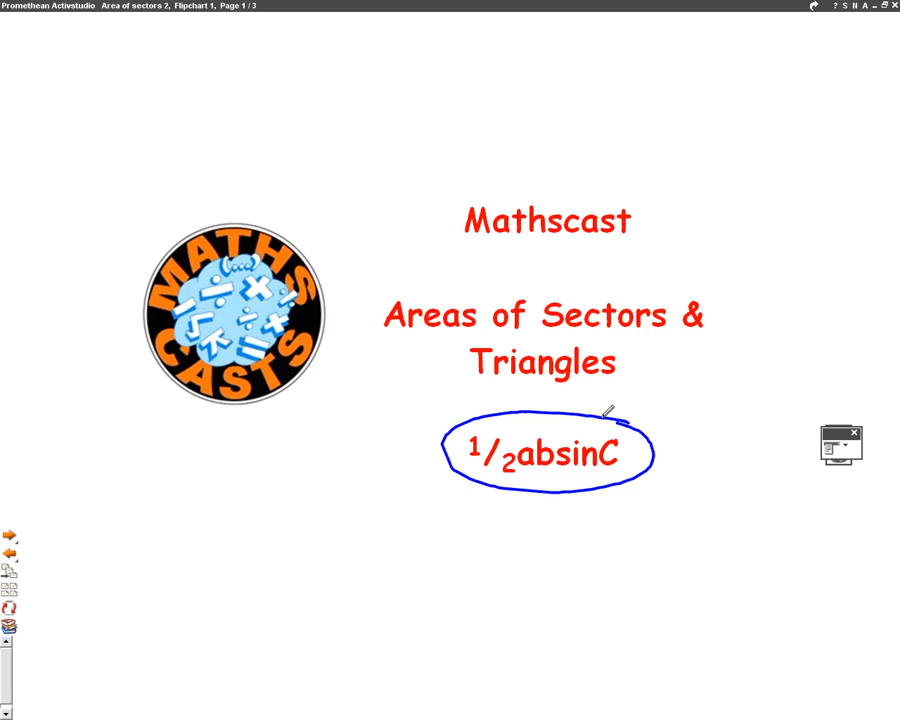 Promethean Activstudio Area of sectors 2, Flipchart 1, Page 1 / 3
? S N A
Mathscast
MATHS
(...)
CASTS
Areas of Sectors &
Triangles
1/2absinC